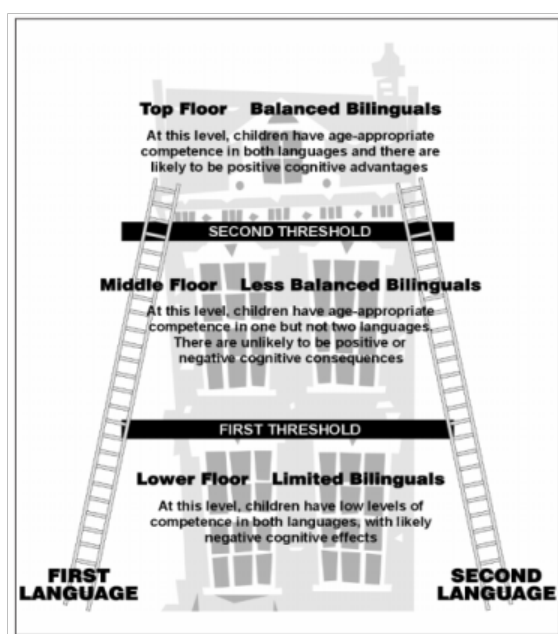 Top Floor Balanced Bilinguals
At this level, children have age-appropriate
competence in both languages and there are
likely to be positive cognitive advantages
SECOND THRESHOLD
Middle Floor Less Balanced Bilinguals
At this level, children have age-appropriate
competence in one but not two languages.
There are unlikely to be positive or
negative cognitive consequences
FIRST THRESHOLD
Lower Floor Limited Bilinguals
At this level, children have low levels of
competence in both languages, with likely
negative cognitive effects
FIRST
LANGUAGE
SECOND
LANGUAGE